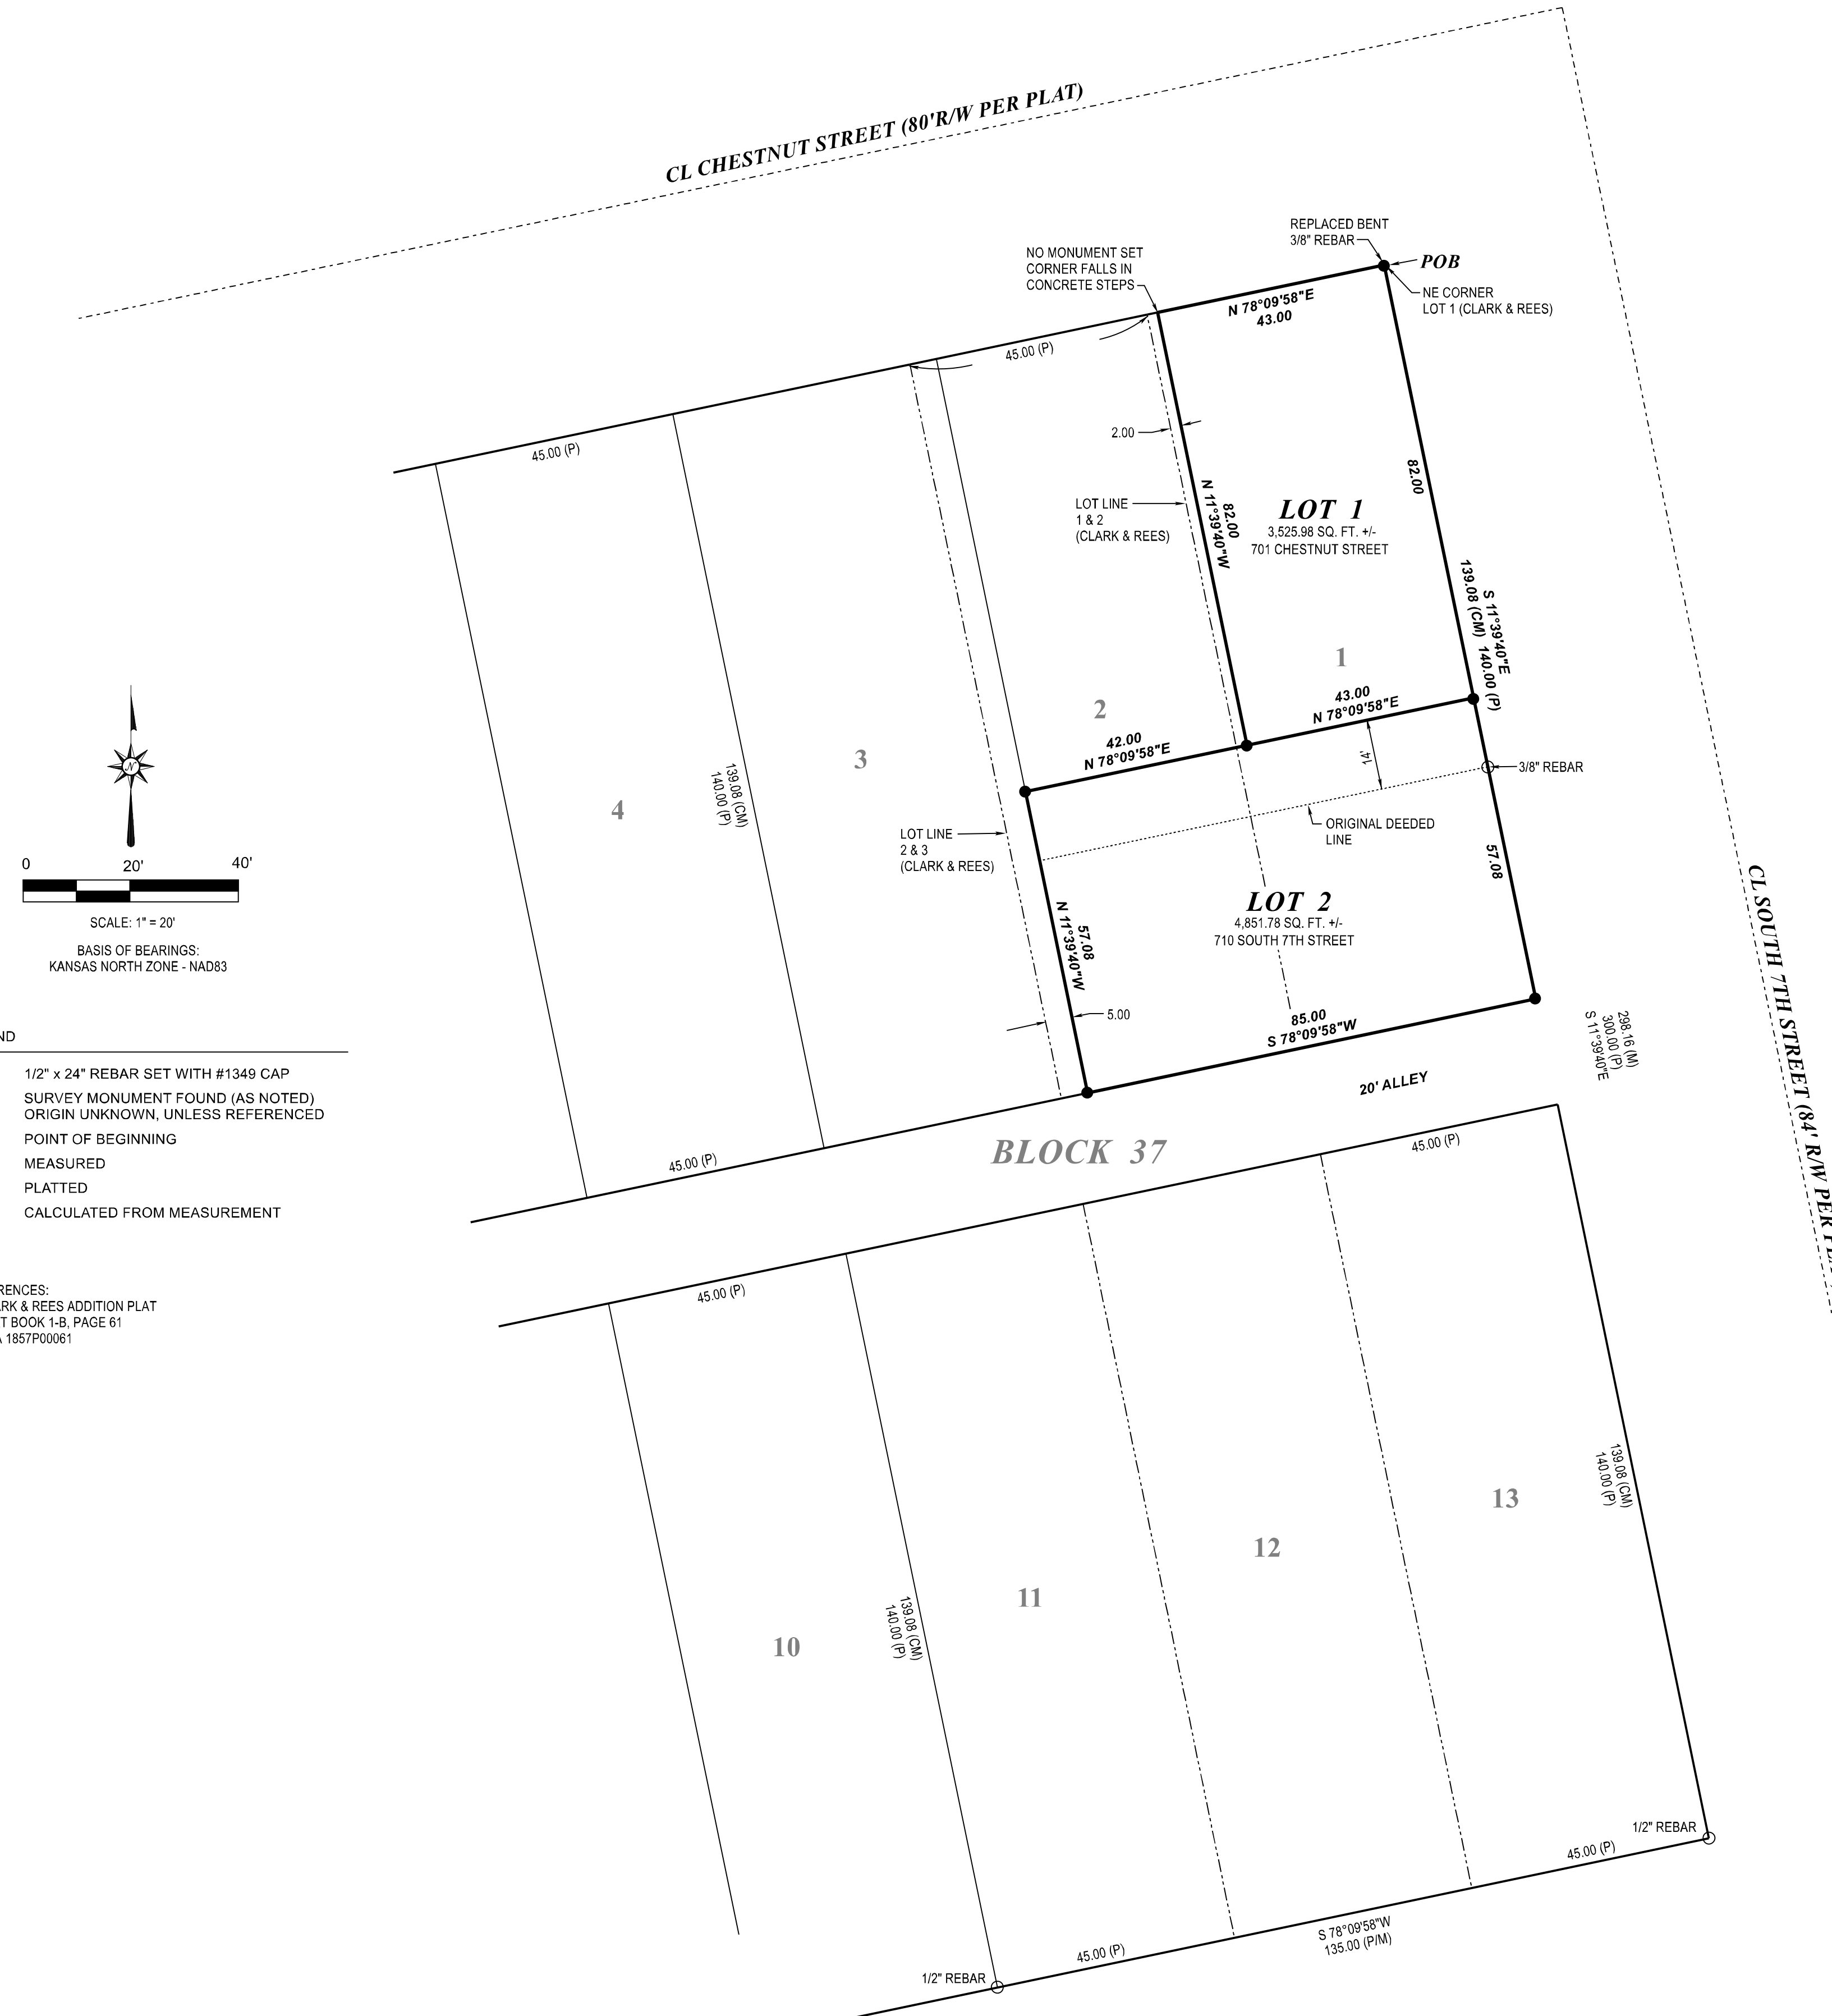 CL CHESTNUT STREET (80'R/W PER PLAT)
REPLACED BENT
3/8" REBAR
POB
NE CORNER
LOT 1 (CLARK & REES)
NO MONUMENT SET
CORNER FALLS IN
CONCRETE STEPS
N 78°09'58"E
43.00
45.00 (P)
45.00 (P)
2.00
82.00
LOT LINE
1 & 2
(CLARK & REES)
82.00
N 11°39'40"W
LOT 1
3,525.98 SQ. FT. +/-
701 CHESTNUT STREET
S 11°39'40"E
139.08 (CM) 140.00 (P)
1
2
3
4
43.00
N 78°09'58"E
42.00
N 78°09'58"E
14'
3/8" REBAR
139.08 (CM)
140.00 (P)
ORIGINAL DEEDED
LINE
LOT LINE
2 & 3
(CLARK & REES)
57.08
LOT 2
4,851.78 SQ. FT. +/-
710 SOUTH 7TH STREET
57.08
N 11°39'40"W
5.00
85.00
S 78°09'58"W
CL SOUTH 7TH STREET (84' R/W PER
298.16 (M)
300.00 (P)
S 11°39'40"E
20' ALLEY
BLOCK 37
45.00 (P)
45.00 (P)
45.00 (P)
N
0 20' 40'
SCALE: 1" = 20'
BASIS OF BEARINGS:
KANSAS NORTH ZONE - NAD83
ND
1/2" x 24" REBAR SET WITH #1349 CAP
SURVEY MONUMENT FOUND (AS NOTED)
ORIGIN UNKNOWN, UNLESS REFERENCED
POINT OF BEGINNING
MEASURED
PLATTED
CALCULATED FROM MEASUREMENT
RENCES:
ARK & REES ADDITION PLAT
T BOOK 1-B, PAGE 61
A 1857P00061
139.08 (CM)
140.00 (P)
13
12
11
10
139.08 (CM)
140.00 (P)
1/2" REBAR
45.00 (P)
S 78°09'58"W
135.00 (P/M)
45.00 (P)
1/2" REBAR